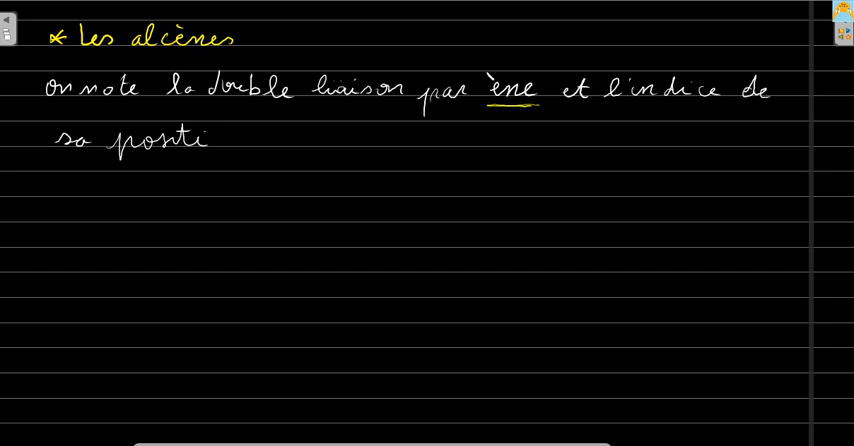 * Les alcènes
on note la double liaison par ène et l'indice de
sa positi